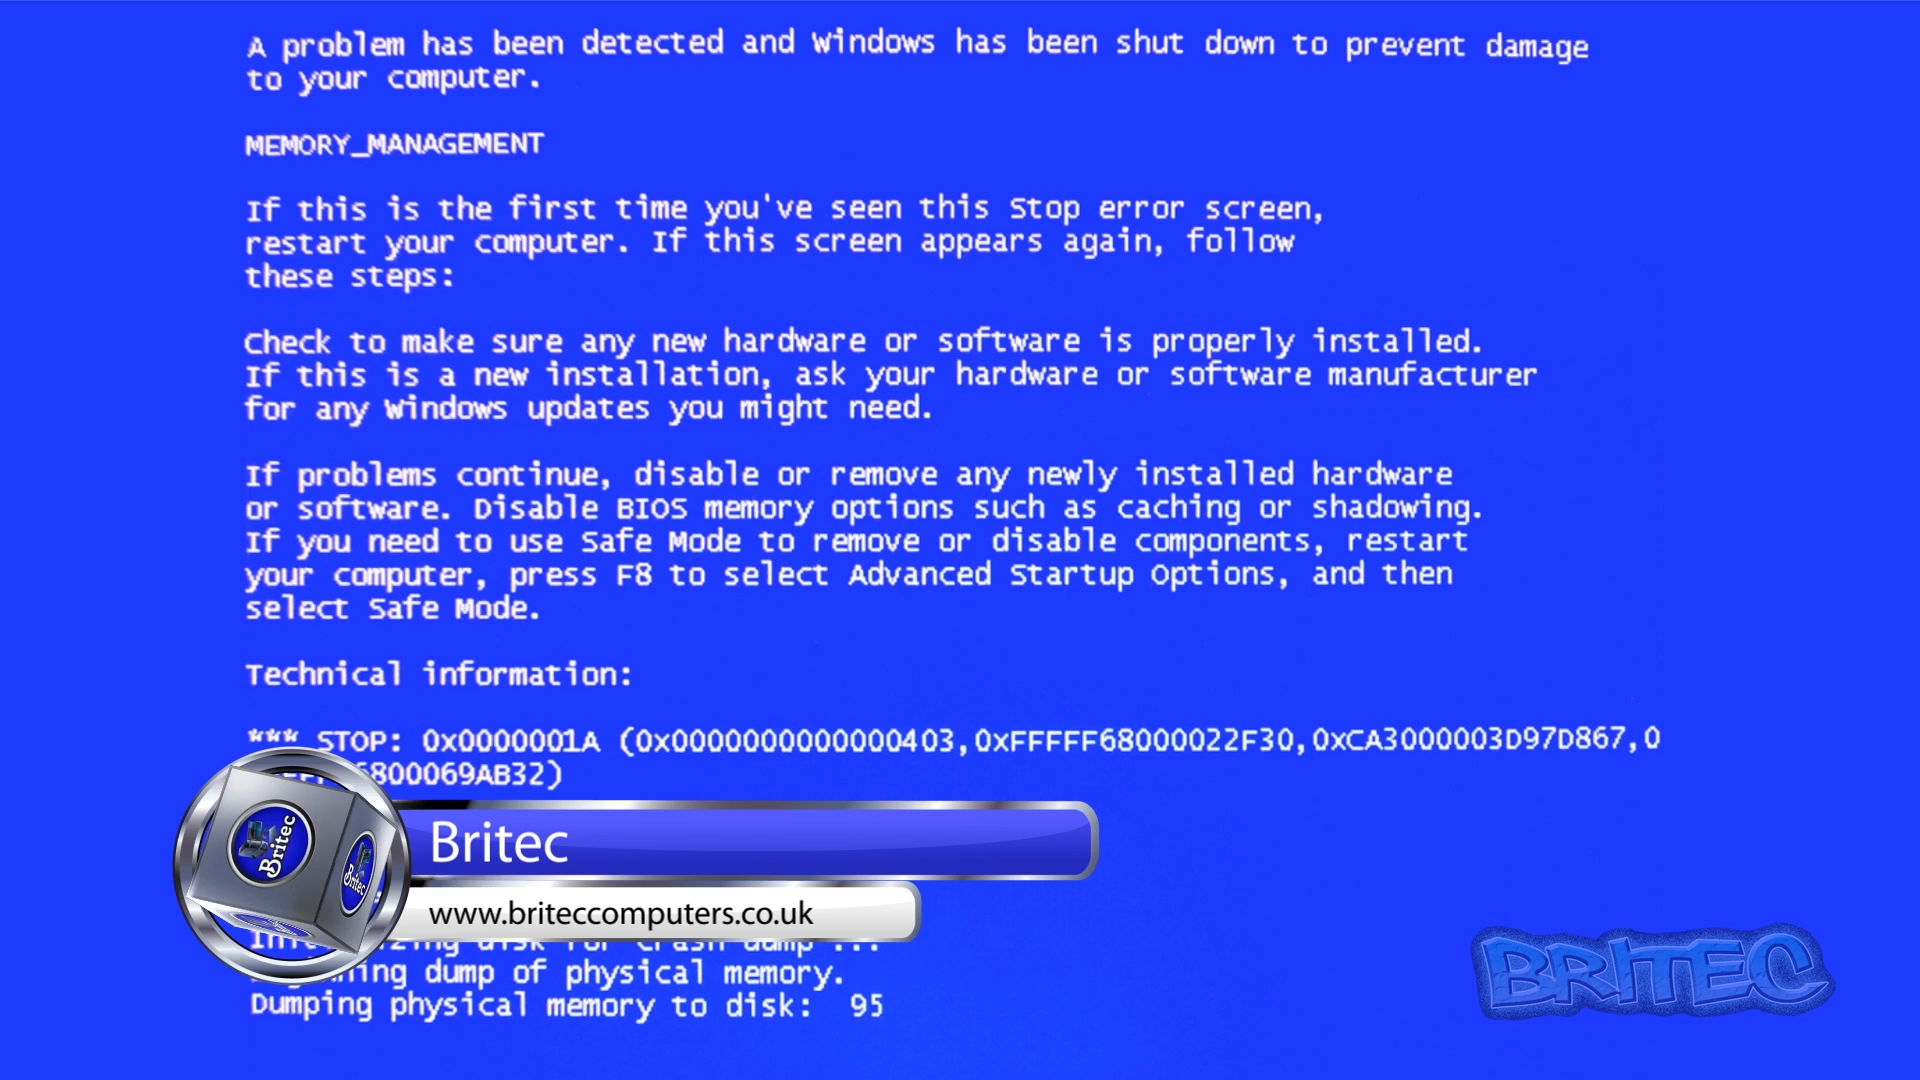 A problem has been detected and Windows has been shut down to prevent damage
to your computer.
MEMORY_MANAGEMENT
If this is the first time you've seen this Stop error screen,
restart your computer. If this screen appears again, follow
these steps:
Check to make sure any new hardware or software is properly installed.
If this is a new installation, ask your hardware or software manufacturer
for any Windows updates you might need.
If problems continue, disable or remove any newly installed hardware
or software. Disable BIOS memory options such as caching or shadowing.
If you need to use Safe Mode to remove or disable components, restart
your computer, press F8 to select Advanced Startup Options, and then
select Safe Mode.
Technical information:
*** STOP: 0x0000001A (0x0000000000000403,0xFFFFF68000022F30,0xCA3000003D97D867,0
6800069AB32)
Britec
Britec
Britec
www.briteccomputers.co.uk
disk for crash dump ...
dump of physical memory.
Dumping physical memory to disk: 95
BRITEC